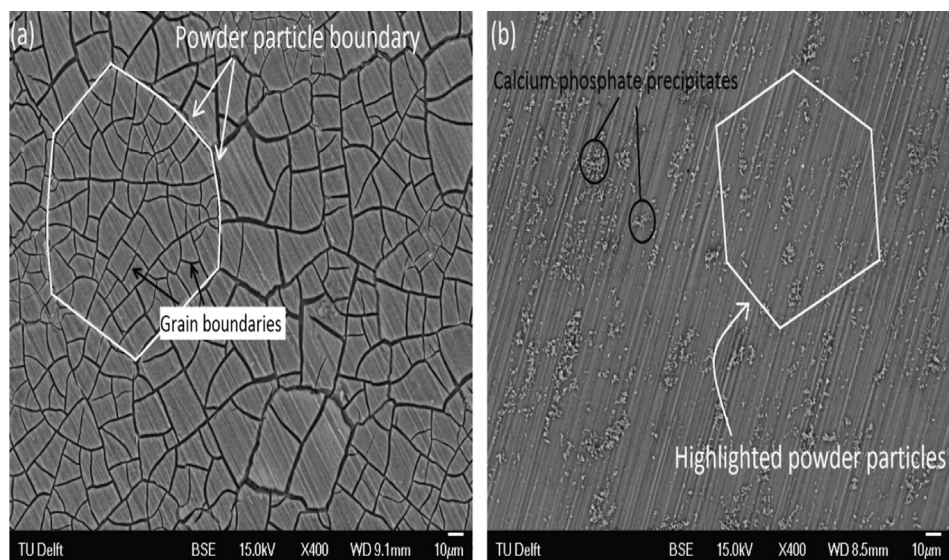 (a)
Powder particle boundary
Grain boundaries
TU Delft BSE 15.0kV X400 WD 9.1mm 10µm
(b)
Calcium phosphate precipitates
Highlighted powder particles
TU Delft BSE 15.0kV X400 WD 8.5mm 10µm